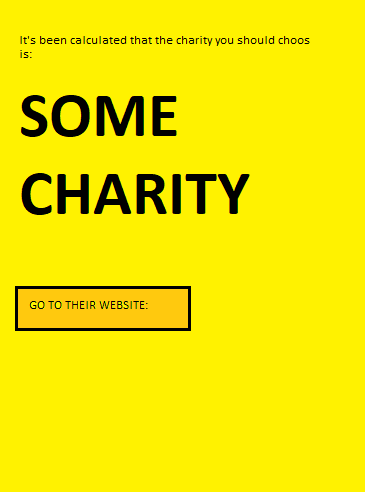 It's been calculated that the charity you should choos
is:
SOME
CHARITY
GO TO THEIR WEBSITE: